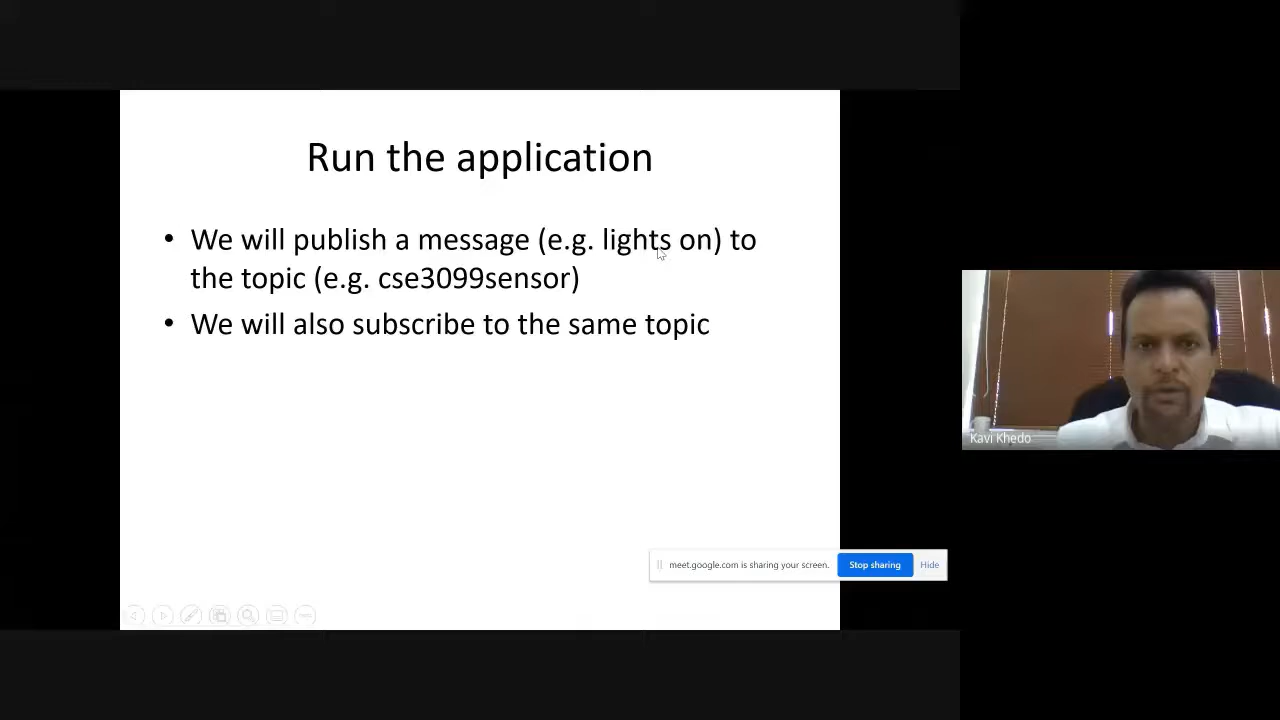 Run the application
• We will publish a message (e.g. lights on) to
the topic (e.g. cse3099sensor)
• We will also subscribe to the same topic
Kavi Khedo
meet.google.com is sharing your screen.
Stop sharing
Hide